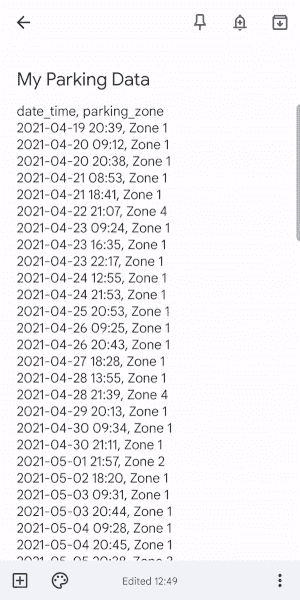 My Parking Data
date_time, parking_zone
2021-04-19 20:39, Zone 1
2021-04-20 09:12, Zone 1
2021-04-20 20:38, Zone 1
2021-04-21 08:53, Zone 1
2021-04-21 18:41, Zone 1
2021-04-22 21:07, Zone 4
2021-04-23 09:24, Zone 1
2021-04-23 16:35, Zone 1
2021-04-23 22:17, Zone 1
2021-04-24 12:55, Zone 1
2021-04-24 21:53, Zone 1
2021-04-25 20:53, Zone 1
2021-04-26 09:25, Zone 1
2021-04-26 20:43, Zone 1
2021-04-27 18:28, Zone 1
2021-04-28 13:55, Zone 1
2021-04-28 21:39, Zone 4
2021-04-29 20:13, Zone 1
2021-04-30 09:34, Zone 1
2021-04-30 21:11, Zone 1
2021-05-01 21:57, Zone 2
2021-05-02 18:20, Zone 1
2021-05-03 09:31, Zone 1
2021-05-03 20:44, Zone 1
2021-05-04 09:28, Zone 1
2021-05-04 20:45, Zone 1
Edited 12:49